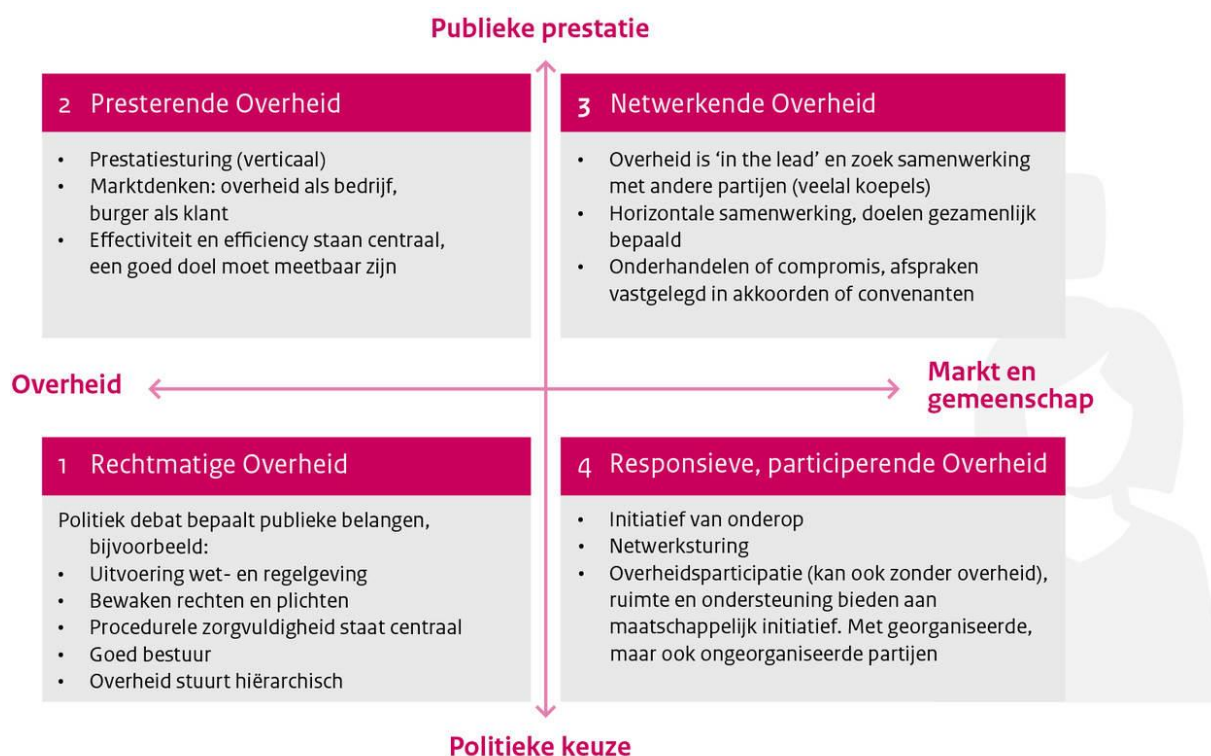 Publieke prestatie
2 Presterende Overheid
• Prestatiesturing (verticaal)
• Marktdenken: overheid als bedrijf,
burger als klant
• Effectiviteit en efficiency staan centraal,
een goed doel moet meetbaar zijn
3 Netwerkende Overheid
• Overheid is ‘in the lead’ en zoek samenwerking
met andere partijen (veelal koepels)
• Horizontale samenwerking, doelen gezamenlijk
bepaald
• Onderhandelen of compromis, afspraken
vastgelegd in akkoorden of convenanten
Overheid
Markt en
gemeenschap
1 Rechtmatige Overheid
Politiek debat bepaalt publieke belangen,
bijvoorbeeld:
• Uitvoering wet- en regelgeving
• Bewaken rechten en plichten
• Procedurele zorgvuldigheid staat centraal
• Goed bestuur
• Overheid stuurt hiërarchisch
4 Responsieve, participerende Overheid
• Initiatief van onderop
• Netwerksturing
• Overheidsparticipatie (kan ook zonder overheid),
ruimte en ondersteuning bieden aan
maatschappelijk initiatief. Met georganiseerde,
maar ook ongeorganiseerde partijen
Politieke keuze